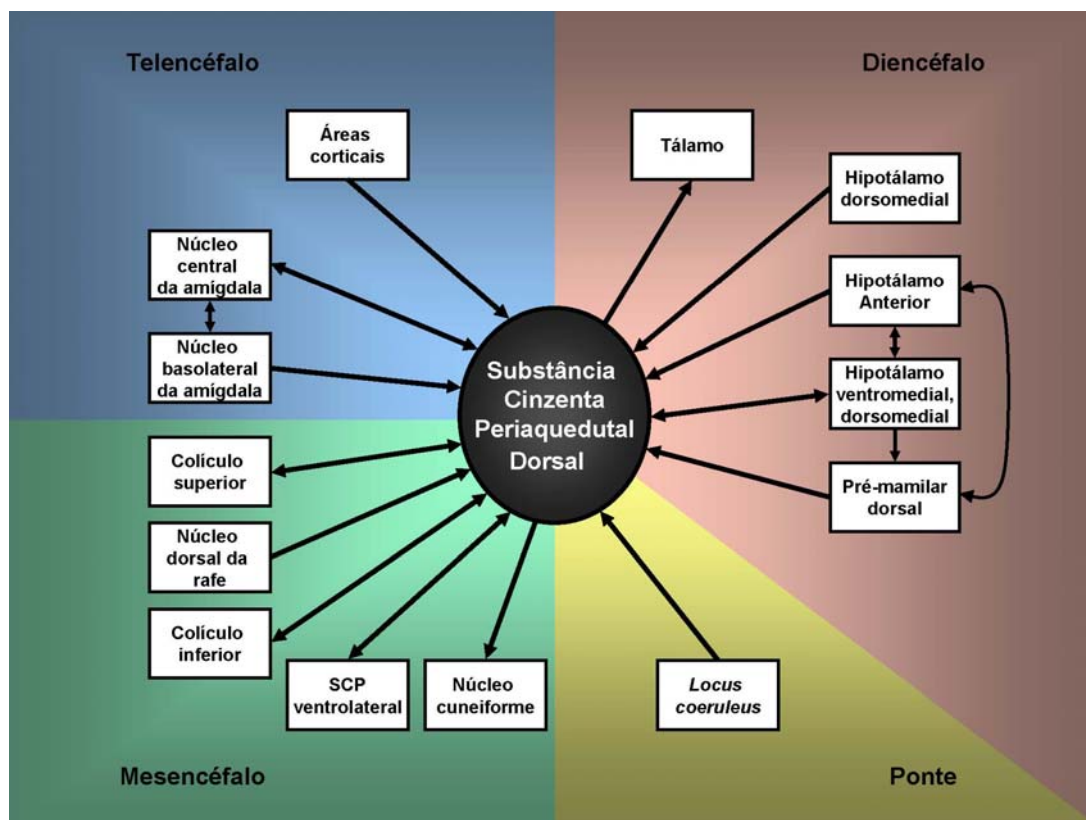 Telencéfalo
Diencéfalo
Áreas
corticais
Tálamo
Hipotálamo
dorsomedial
Núcleo
central
da amígdala
Hipotálamo
Anterior
Núcleo
basolateral
da amígdala
Hipotálamo
ventromedial,
dorsomedial
Substância
Cinzenta
Periaquedutal
Dorsal
Colículo
superior
Pré-mamilar
dorsal
Núcleo
dorsal da
rafe
Colículo
inferior
SCP
ventrolateral
Núcleo
cuneiforme
Locus
coeruleus
Mesencéfalo
Ponte